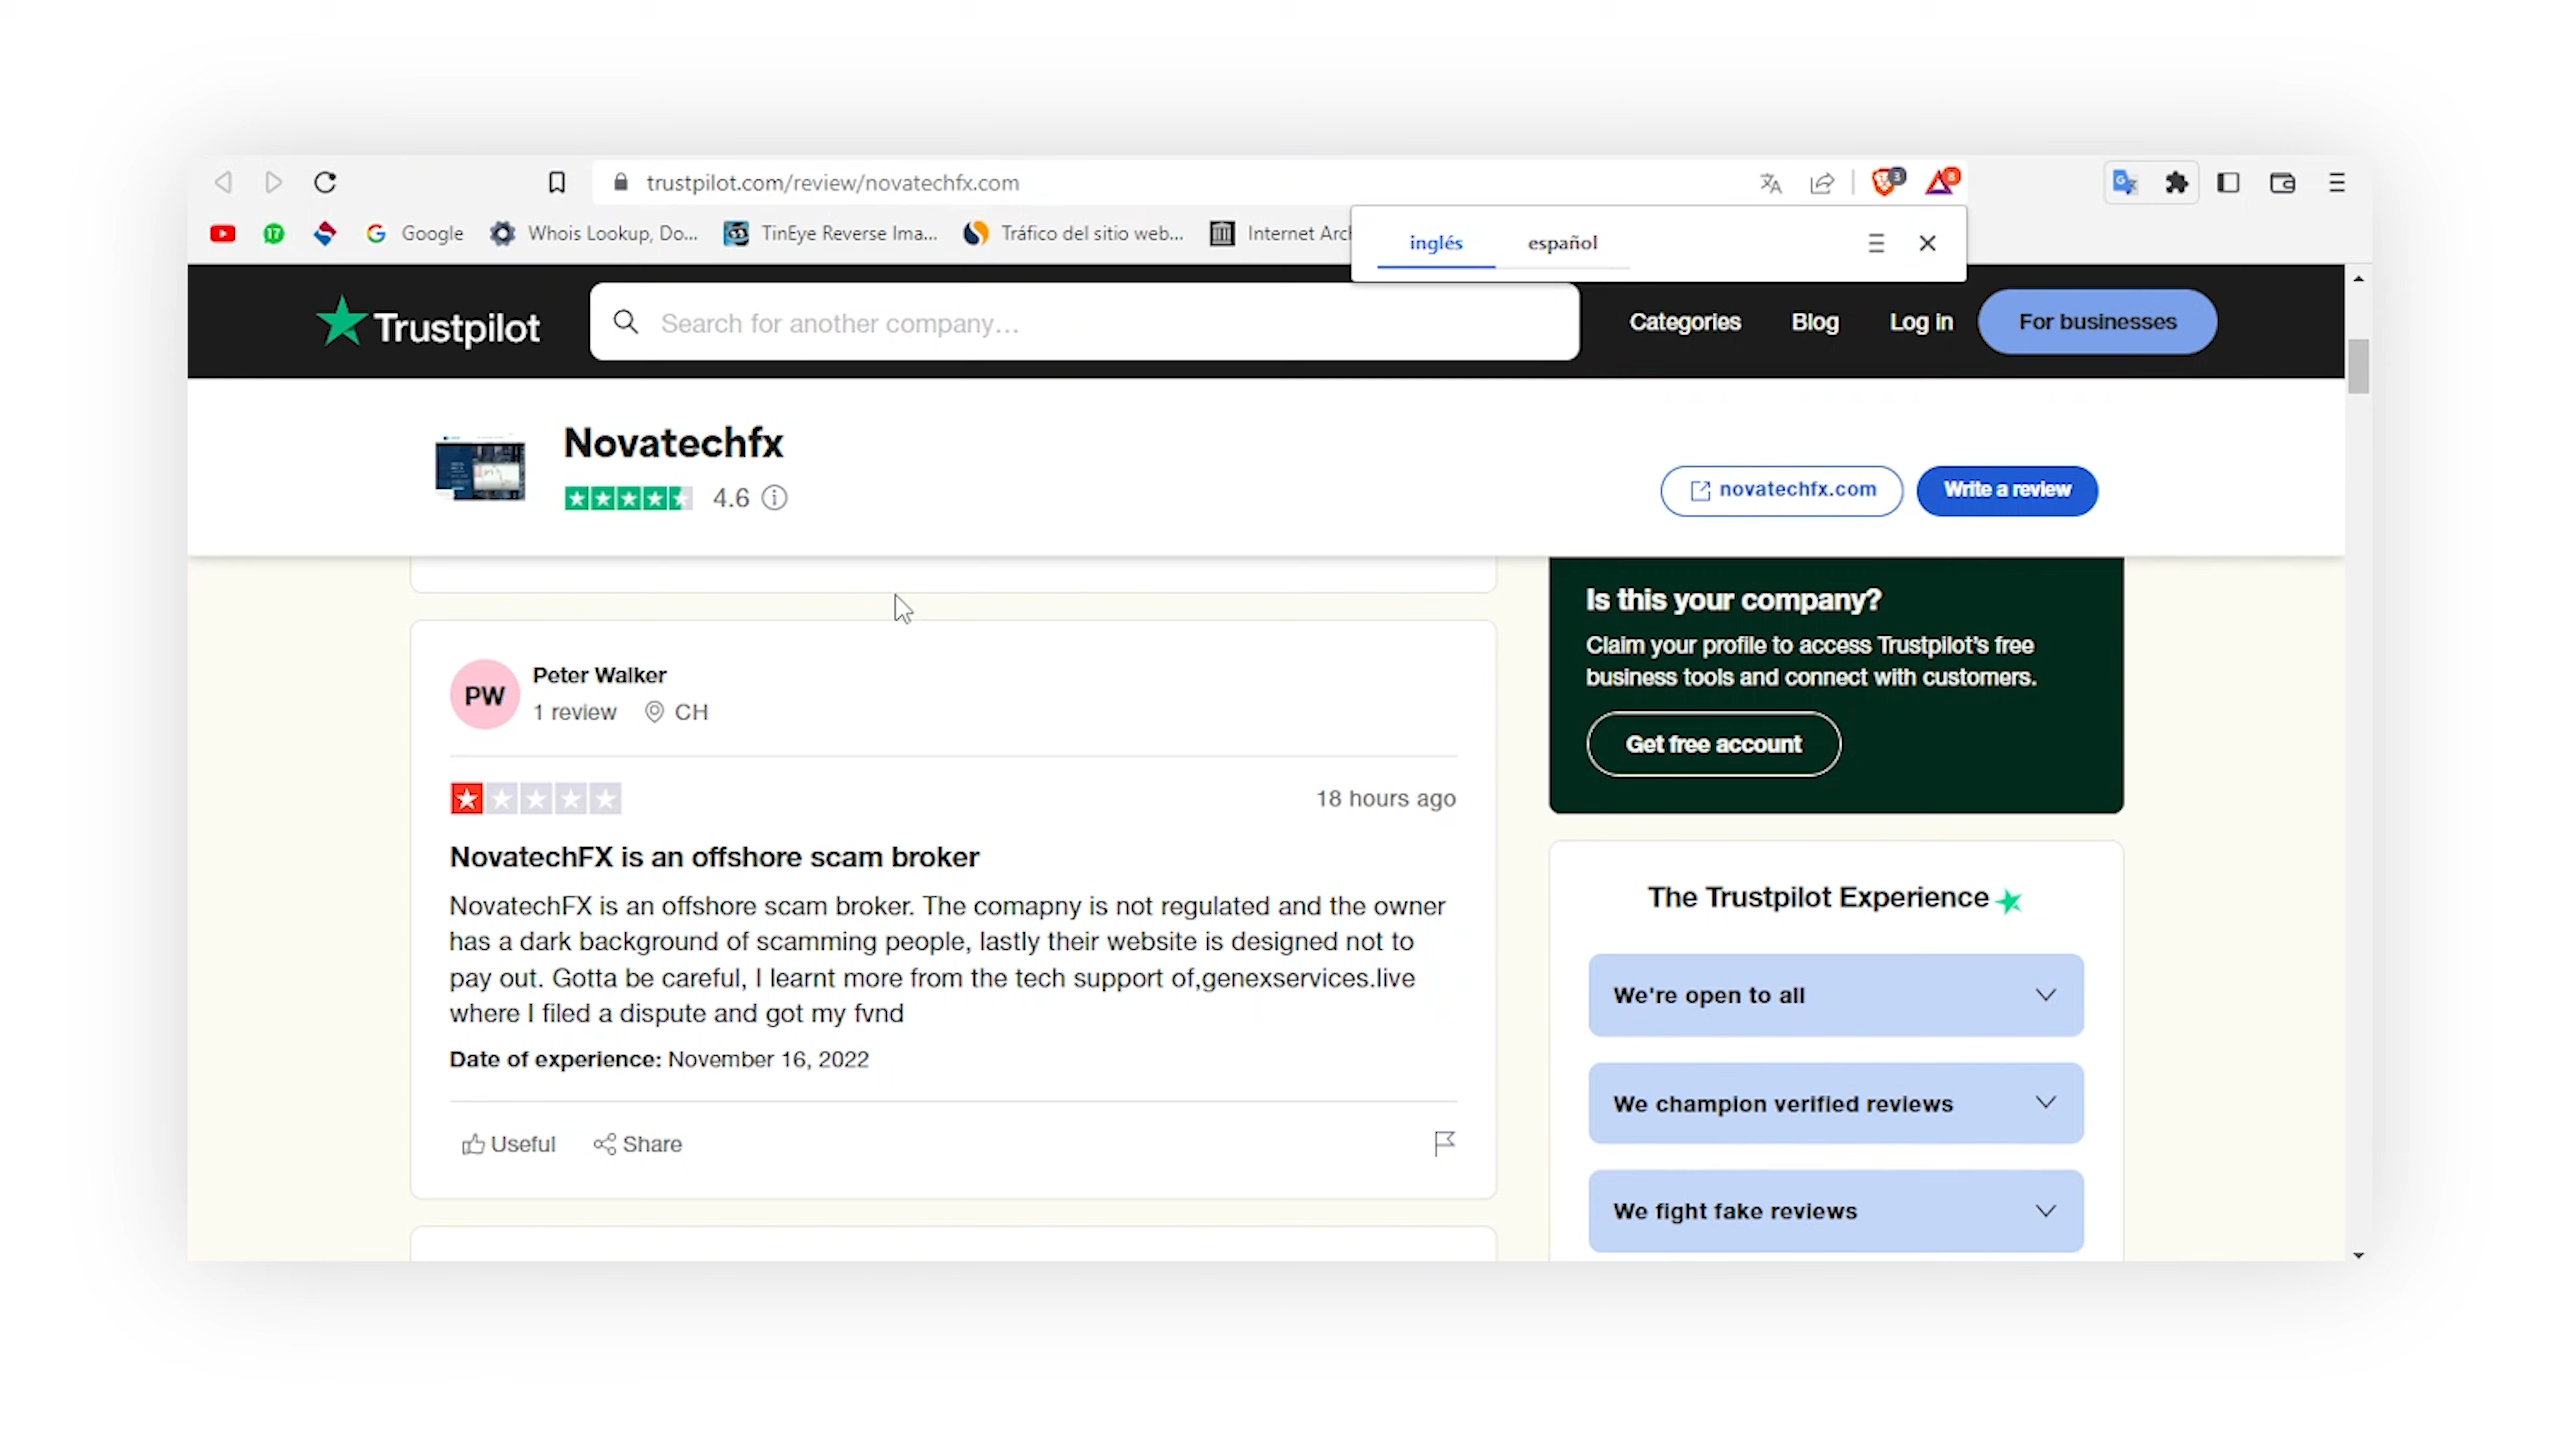 trustpilot.com/review/novatechfx.com
3
8
17
Google
Whois Lookup, Do...
TinEye Reverse Ima...
Tráfico del sitio web...
Internet Arc
inglés
español
Trustpilot
Search for another company...
Categories
Blog
Log in
For businesses
Novatechfx
4.6
novatechfx.com
Write a review
Is this your company?
Claim your profile to access Trustpilot's free
business tools and connect with customers.
Get free account
PW
Peter Walker
1 review
CH
18 hours ago
NovatechFX is an offshore scam broker
NovatechFX is an offshore scam broker. The comapny is not regulated and the owner
has a dark background of scamming people, lastly their website is designed not to
pay out. Gotta be careful, I learnt more from the tech support of,genexservices.live
where I filed a dispute and got my fvnd
Date of experience: November 16, 2022
Useful
Share
The Trustpilot Experience
We're open to all
We champion verified reviews
We fight fake reviews